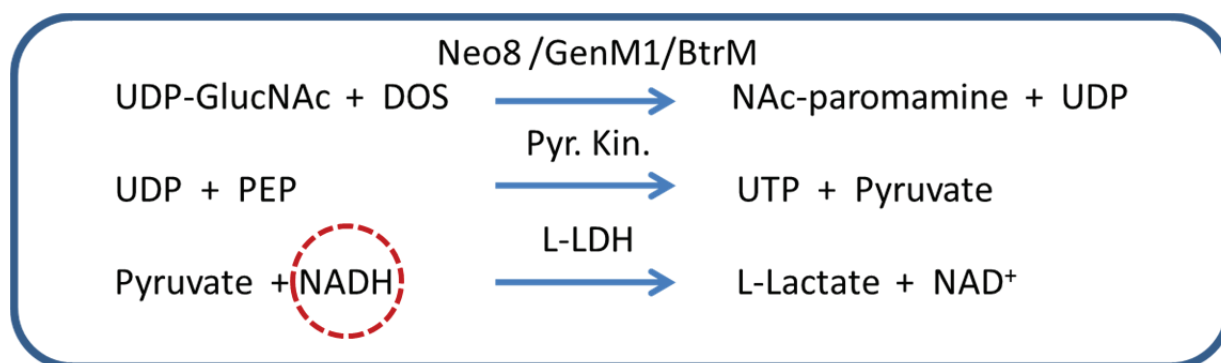 Neo8 /GenM1/BtrM
UDP-GlucNAc + DOS NAc-paromamine + UDP
Pyr. Kin.
UDP + PEP UTP + Pyruvate
L-LDH
Pyruvate + NADH L-Lactate + NAD⁺